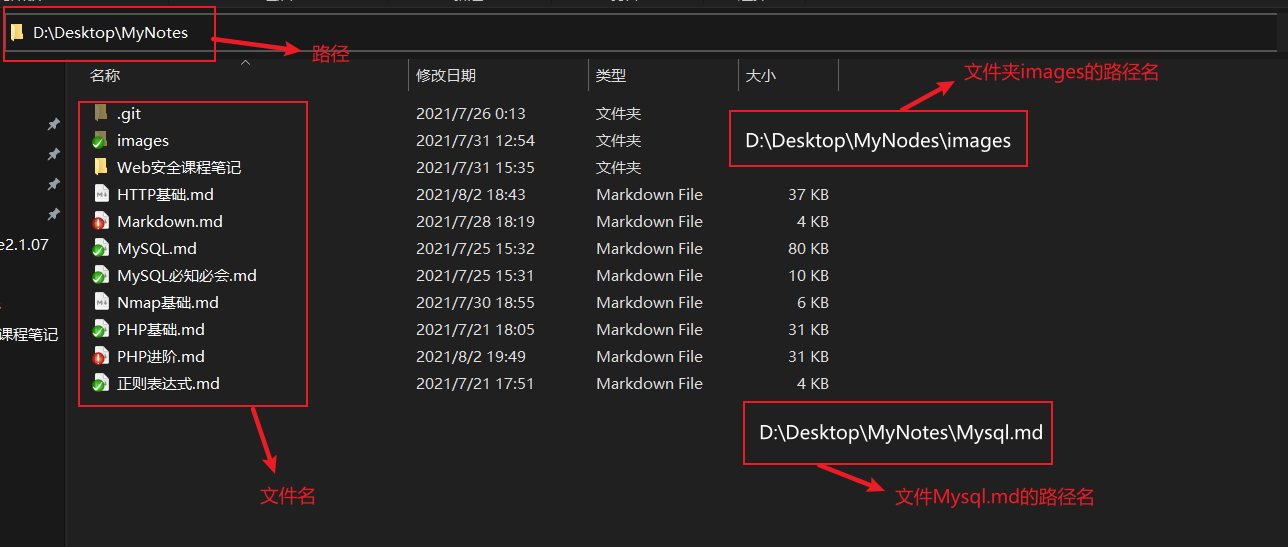 D:\Desktop\MyNotes
路径
名称 修改日期 类型 大小
文件夹images的路径名
.git 2021/7/26 0:13 文件夹
D:\Desktop\MyNodes\images
images 2021/7/31 12:54 文件夹
Web安全课程笔记 2021/7/31 15:35 文件夹
HTTP基础.md 2021/8/2 18:43 Markdown File 37 KB
Markdown.md 2021/7/28 18:19 Markdown File 4 KB
e2.1.07
MySQL.md 2021/7/25 15:32 Markdown File 80 KB
MySQL必知必会.md 2021/7/25 15:31 Markdown File 10 KB
Nmap基础.md 2021/7/30 18:55 Markdown File 6 KB
课程笔记
PHP基础.md 2021/7/21 18:05 Markdown File 31 KB
PHP进阶.md 2021/8/2 19:49 Markdown File 31 KB
正则表达式.md 2021/7/21 17:51 Markdown File 4 KB
D:\Desktop\MyNotes\Mysql.md
文件名
文件Mysql.md的路径名